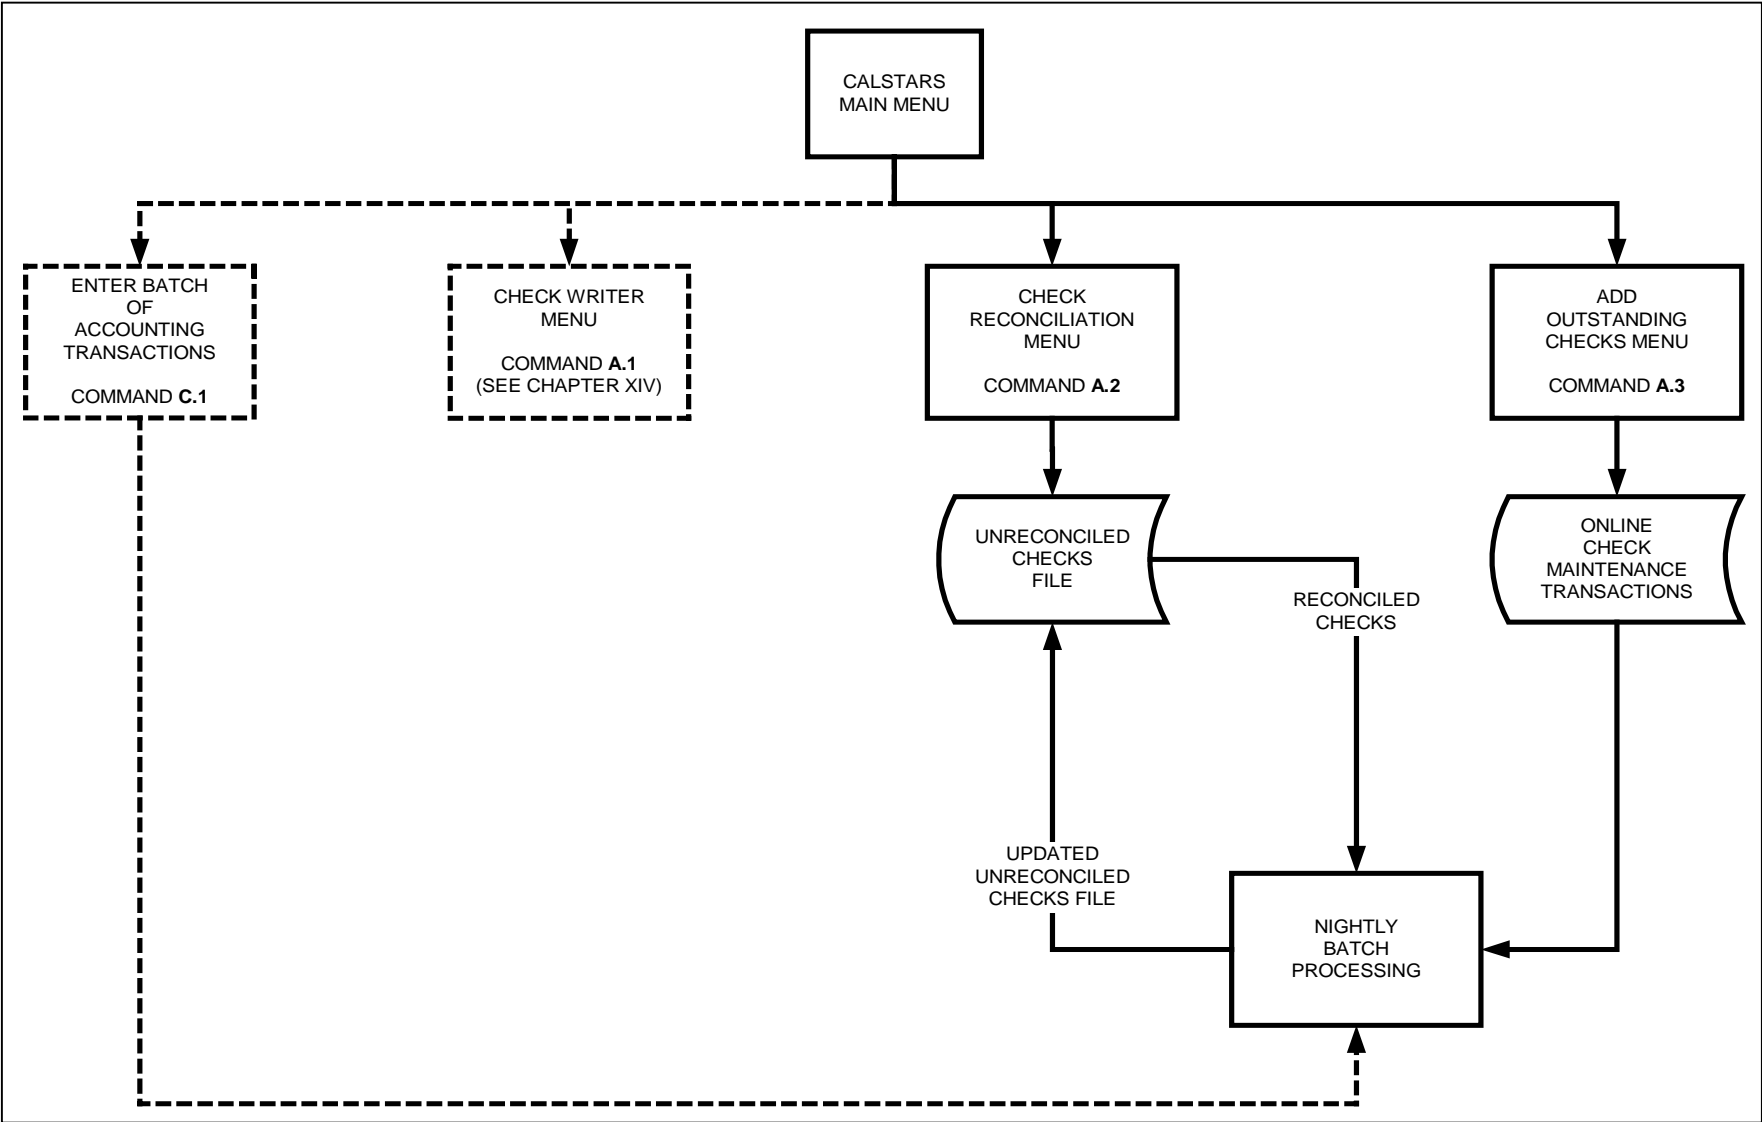 CALSTARS
MAIN MENU
ENTER BATCH
OF
ACCOUNTING
TRANSACTIONS
COMMAND C.1
CHECK WRITER
MENU
COMMAND A.1
(SEE CHAPTER XIV)
CHECK
RECONCILIATION
MENU
COMMAND A.2
ADD
OUTSTANDING
CHECKS MENU
COMMAND A.3
UNRECONCILED
CHECKS
FILE
ONLINE
CHECK
MAINTENANCE
TRANSACTIONS
RECONCILED
CHECKS
UPDATED
UNRECONCILED
CHECKS FILE
NIGHTLY
BATCH
PROCESSING